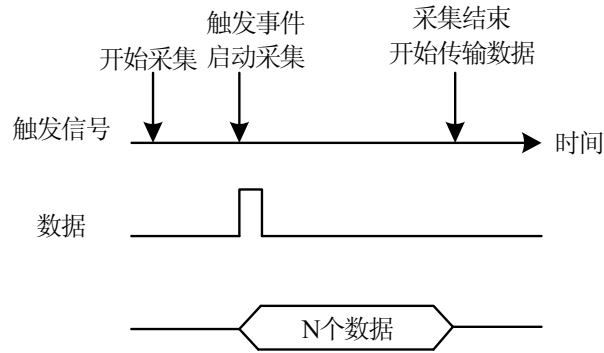 触发事件
启动采集
采集结束
开始传输数据
开始采集
触发信号
时间
数据
N个数据